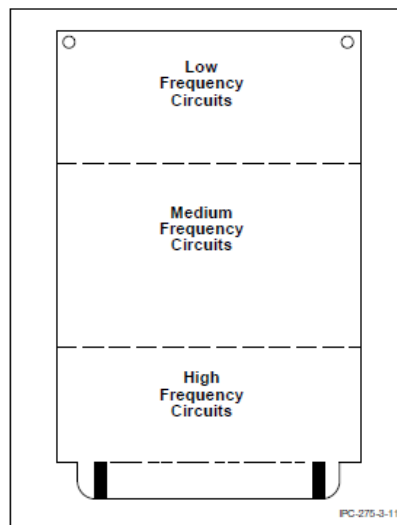 Low
Frequency
Circuits
Medium
Frequency
Circuits
High
Frequency
Circuits
IPC-275-3-11